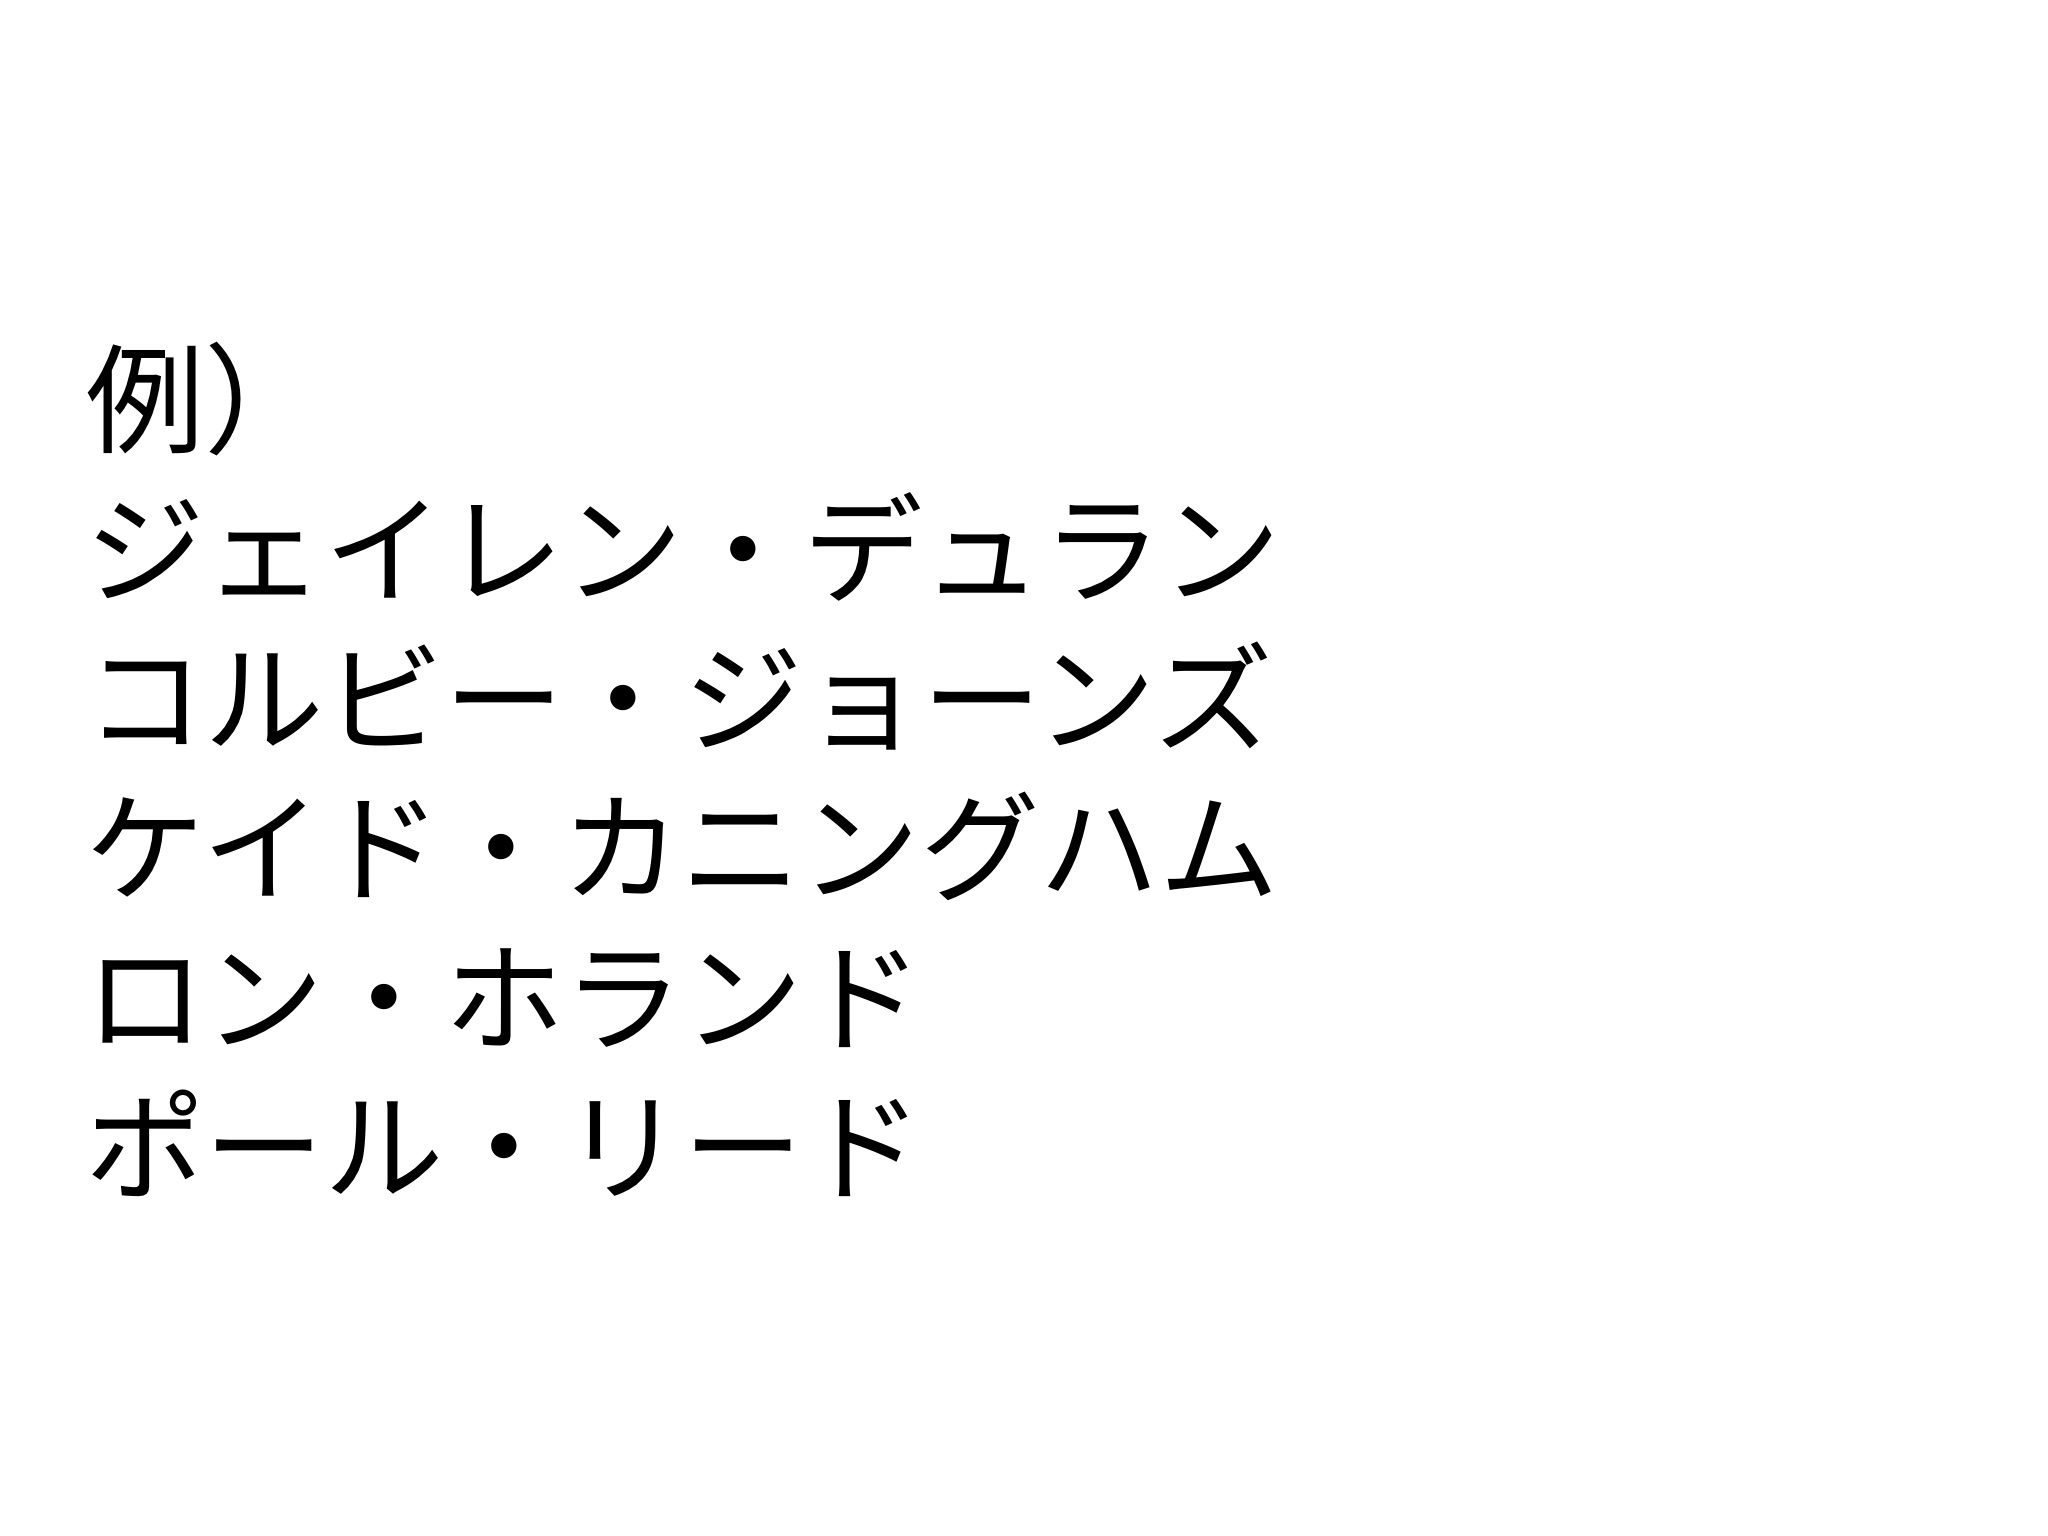 例）
ジェイレン・デュラン
コルビー・ジョーンズ
ケイド・カニングハム
ロン・ホランド
ポール・リード